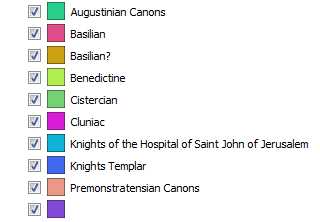 Augustinian Canons
Basilian
Basilian?
Benedictine
Cistercian
Cluniac
Knights of the Hospital of Saint John of Jerusalem
Knights Templar
Premonstratensian Canons